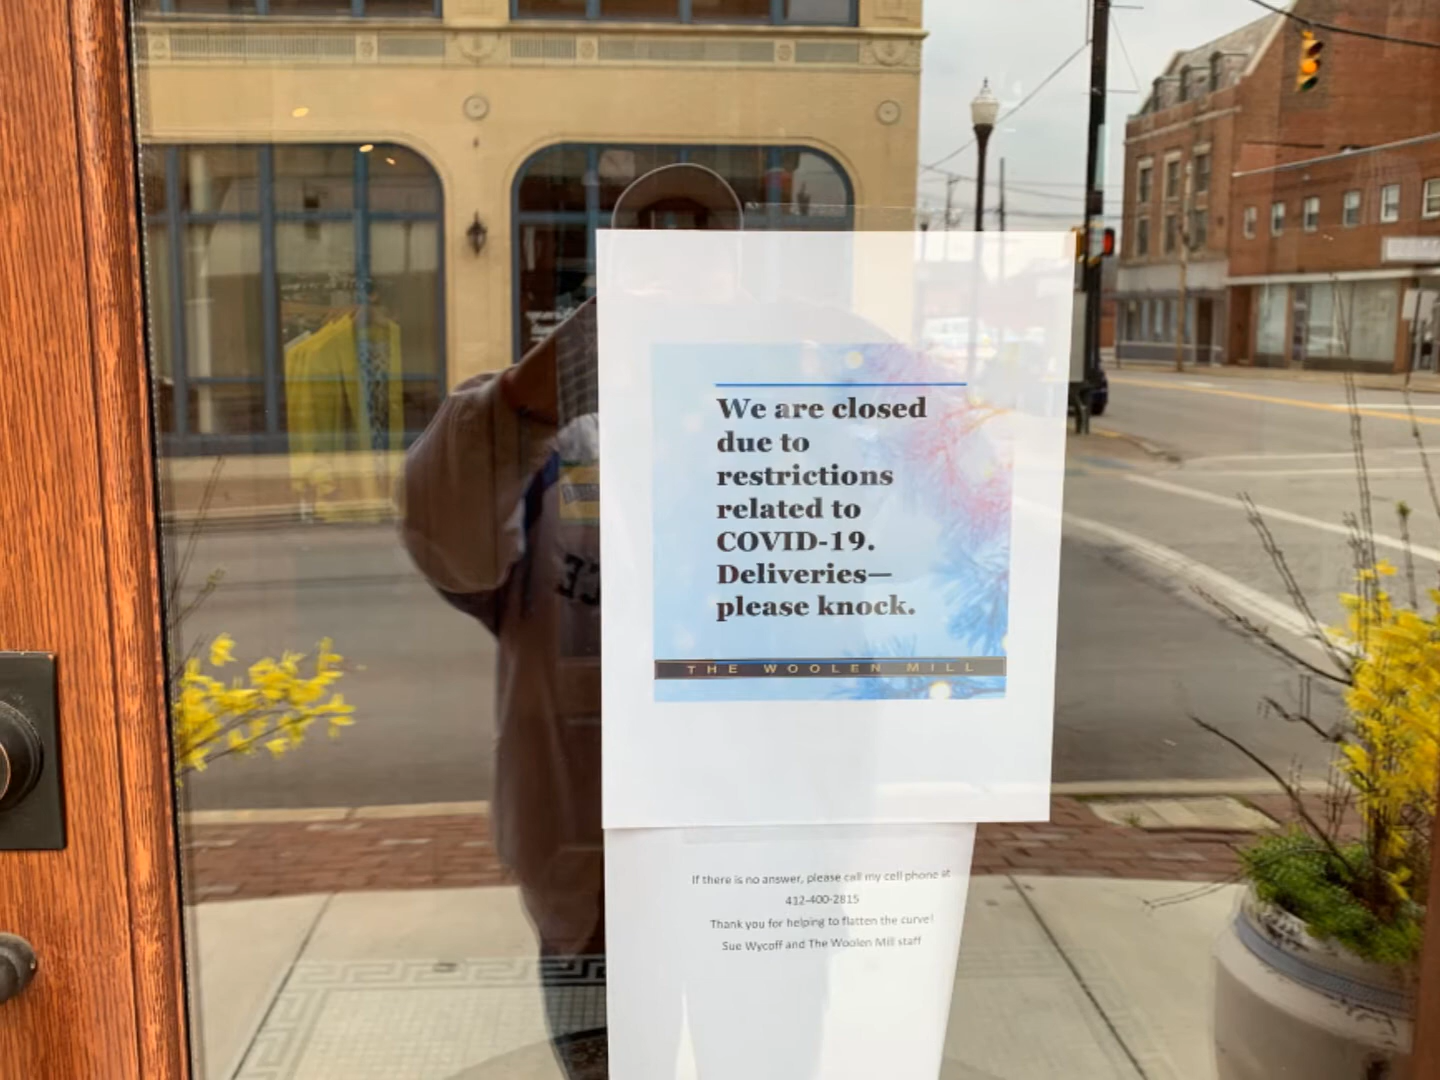 We are closed
due to
restrictions
related to
COVID-19.
Deliveries—
please knock.
THE WOOLEN MILL
If there is no answer, please call my cell phone at
412-400-2815
Thank you for helping to flatten the curve!
Sue Wycoff and The Woolen Mill staff